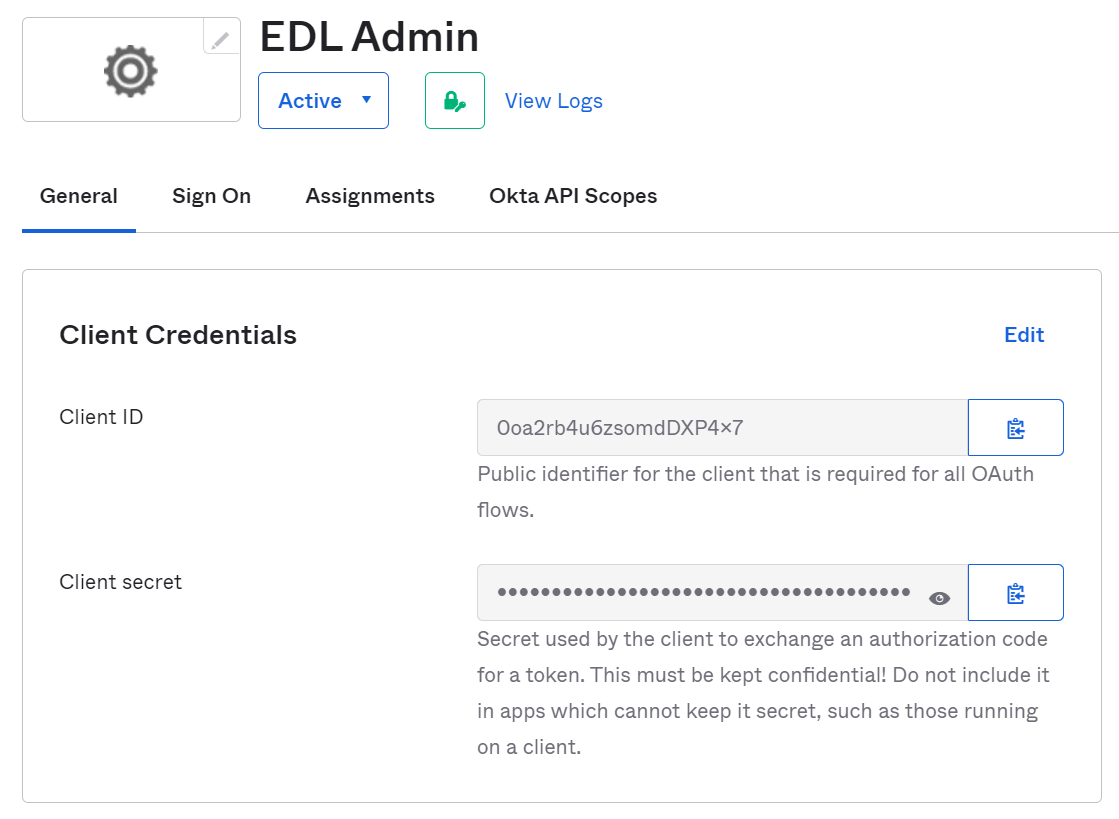 EDL Admin
Active
View Logs
General Sign On Assignments Okta API Scopes
Client Credentials
Edit
Client ID
0oa2rb4u6zsomdDXP4x7
Public identifier for the client that is required for all OAuth
flows.
Client secret
••••••••••••••••••••••••••••••••••••••
Secret used by the client to exchange an authorization code
for a token. This must be kept confidential! Do not include it
in apps which cannot keep it secret, such as those running
on a client.